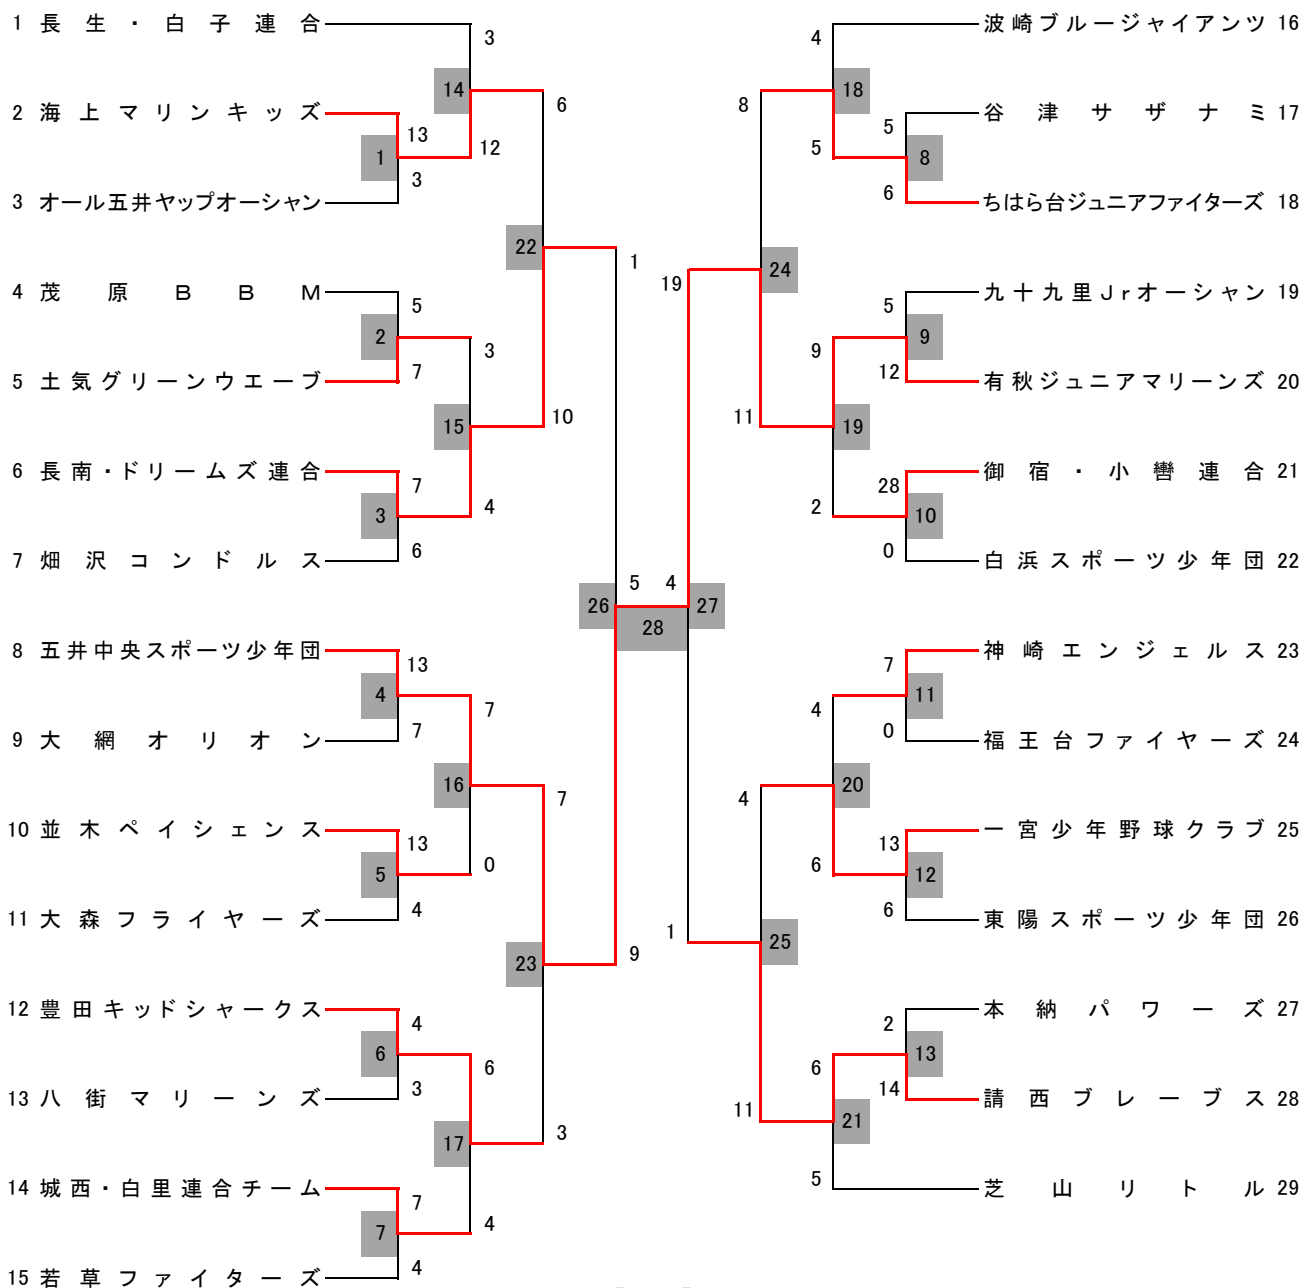 1 長生・白子連合
3
14
6
2 海上マリンキッズ
13
1
12
3
3 オール五井ヤップオーシャン
22
1
4 茂原BBM
5
2
3
5 土気グリーンウエーブ
7
15
10
6 長南・ドリームズ連合
7
3
4
7 畑沢コンドルス
6
26
5
28
8 五井中央スポーツ少年団
13
4
7
9 大網オリオン
7
16
7
10 並木ペイシェンス
13
5
0
11 大森フライヤーズ
4
23
9
12 豊田キッドシャークス
4
6
6
13 八街マリーンズ
3
17
3
14 城西・白里連合チーム
7
7
4
15 若草ファイターズ
4
4
波崎ブルージャイアンツ 16
8
18
5
谷津サザナミ 17
5
8
6
ちはら台ジュニアファイターズ 18
19
24
九十九里Jrオーシャン 19
5
9
9
12
有秋ジュニアマリーンズ 20
11
19
御宿・小轡連合 21
28
2
10
0
白浜スポーツ少年団 22
4
27
神崎エンジェルス 23
7
4
11
0
福王台ファイヤーズ 24
4
20
一宮少年野球クラブ 25
13
6
12
6
東陽スポーツ少年団 26
1
25
本納パワーズ 27
2
6
13
14
請西ブレーブス 28
11
21
5
芝山リトル 29